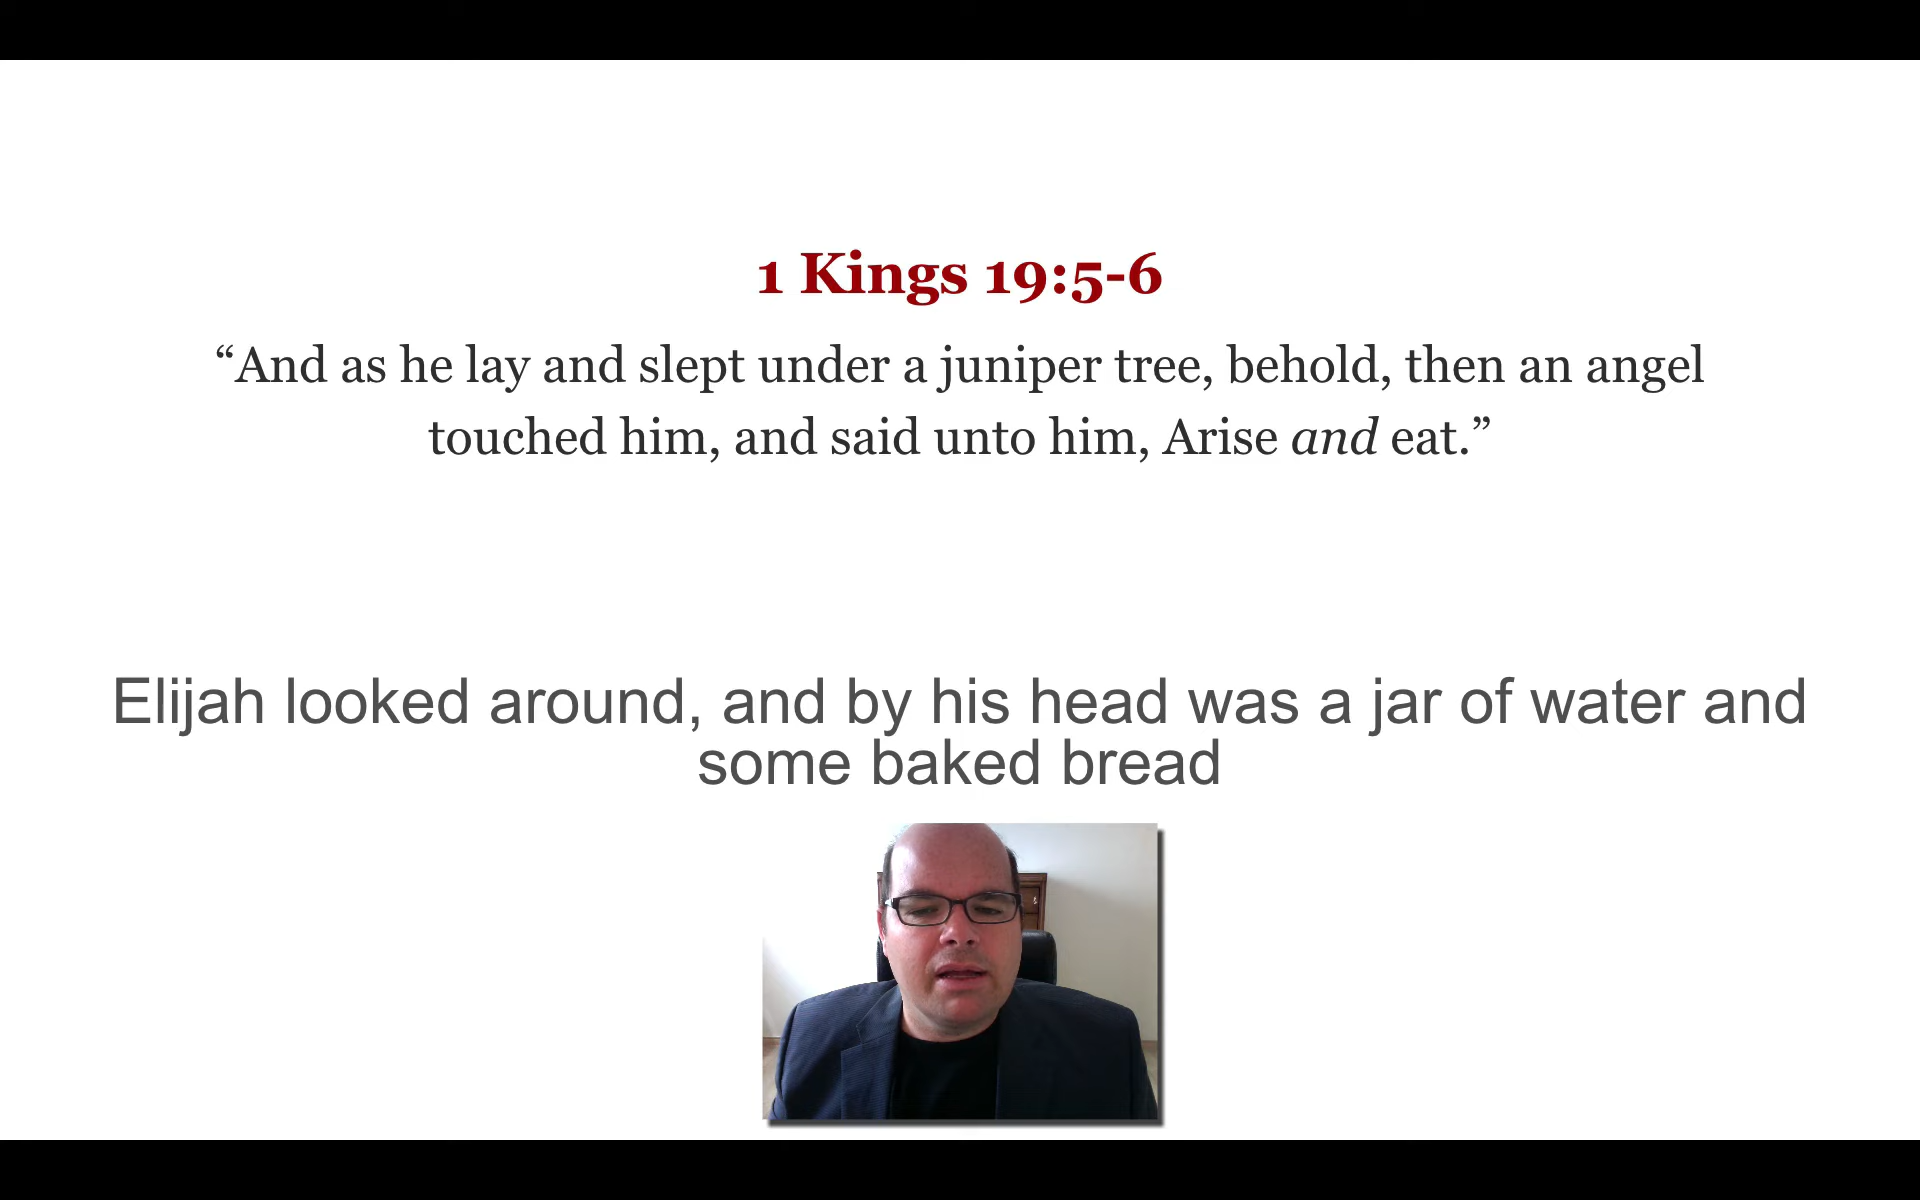 1 Kings 19:5-6
“And as he lay and slept under a juniper tree, behold, then an angel
touched him, and said unto him, Arise and eat.”
Elijah looked around, and by his head was a jar of water and
some baked bread